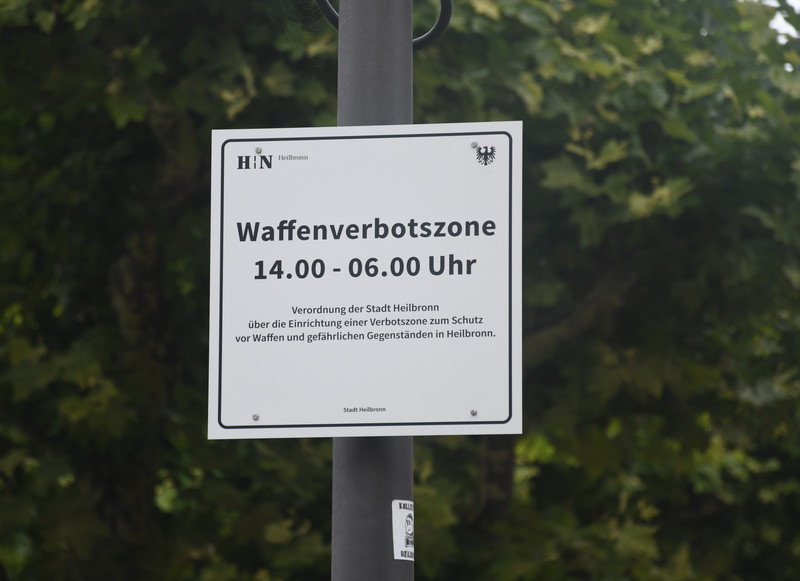 H:N Heilbronn
Waffenverbotszone
14.00 - 06.00 Uhr
Verordnung der Stadt Heilbronn
über die Einrichtung einer Verbotszone zum Schutz
vor Waffen und gefährlichen Gegenständen in Heilbronn.
Stadt Heilbronn